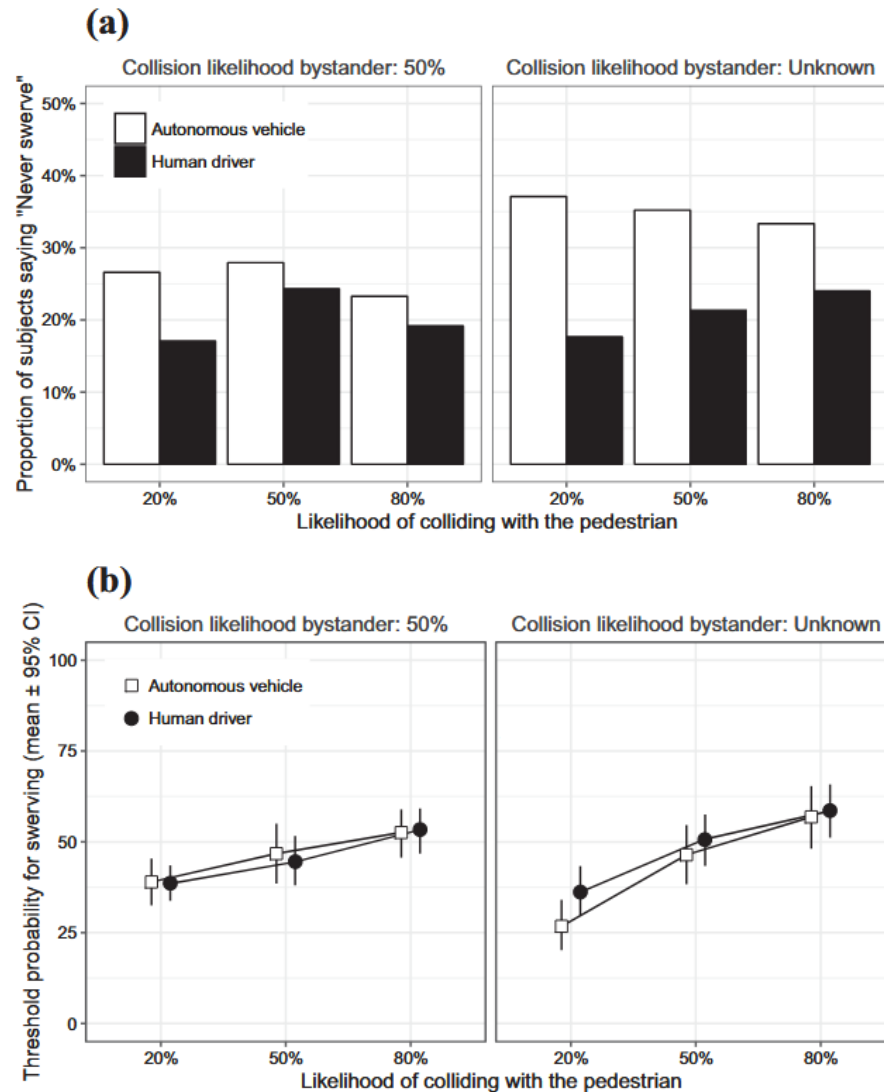 (a)
Collision likelihood bystander: 50%
Collision likelihood bystander: Unknown
Proportion of subjects saying "Never swerve"
50%
40%
30%
20%
10%
0%
Autonomous vehicle
Human driver
20%
50%
80%
20%
50%
80%
Likelihood of colliding with the pedestrian
(b)
Collision likelihood bystander: 50%
Collision likelihood bystander: Unknown
Threshold probability for swerving (mean ± 95% CI)
100
75
50
25
0
Autonomous vehicle
Human driver
20%
50%
80%
20%
50%
80%
Likelihood of colliding with the pedestrian